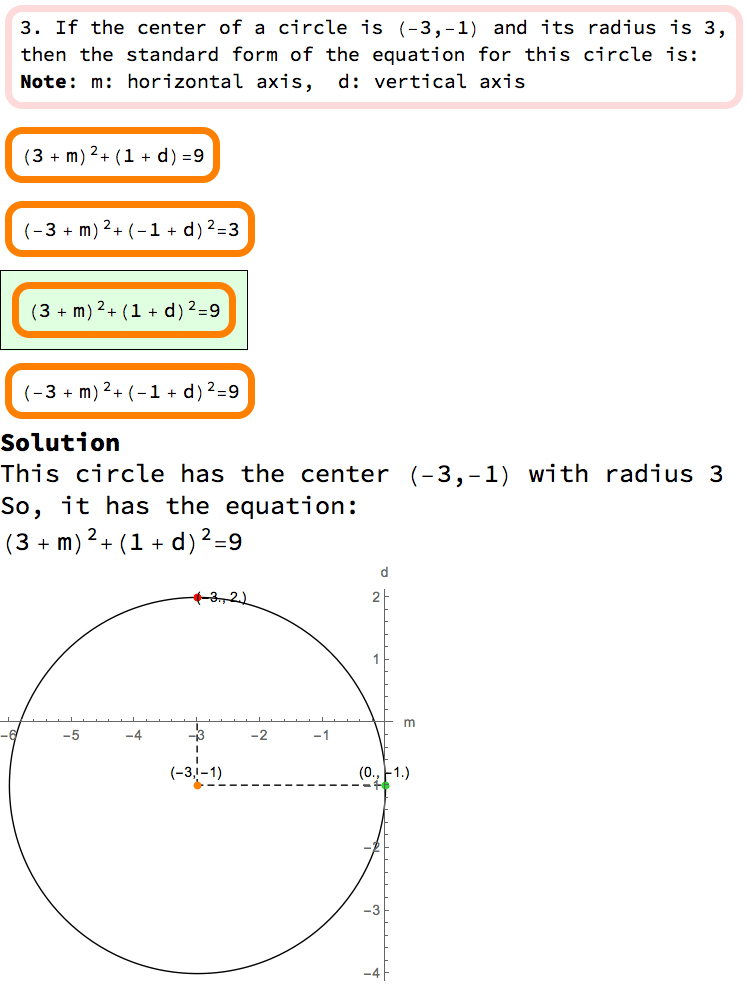 3. If the center of a circle is (-3,-1) and its radius is 3,
then the standard form of the equation for this circle is:
Note: m: horizontal axis,  d: vertical axis
(3 + m)²+(1 + d)=9
(-3 + m)²+(-1 + d)²=3
(3 + m)²+(1 + d)²=9
(-3 + m)²+(-1 + d)²=9
Solution
This circle has the center (-3,-1) with radius 3
So, it has the equation:
(3 + m)²+(1 + d)²=9
d
(-3., 2.) 2
1
m
-6 -5 -4 -3 -2 -1
(-3,-1) (0., -1.)
-1
-2
-3
-4